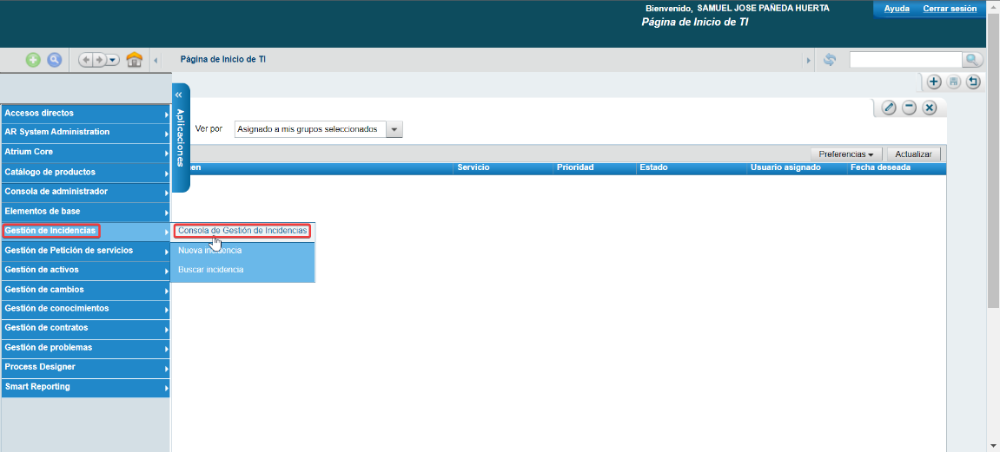 Bienvenido, SAMUEL JOSE PAÑEDA HUERTA
Ayuda Cerrar sesión
Página de Inicio de TI
Página de Inicio de TI
Aplicaciones
Accesos directos
AR System Administration
Atrium Core
Catálogo de productos
Consola de administrador
Elementos de base
Gestión de Incidencias
Gestión de Petición de servicios
Gestión de activos
Gestión de cambios
Gestión de conocimientos
Gestión de contratos
Gestión de problemas
Process Designer
Smart Reporting
Consola de Gestión de Incidencias
Nueva incidencia
Buscar incidencia
Ver por Asignado a mis grupos seleccionados
Preferencias Actualizar
Servicio Prioridad Estado Usuario asignado Fecha deseada